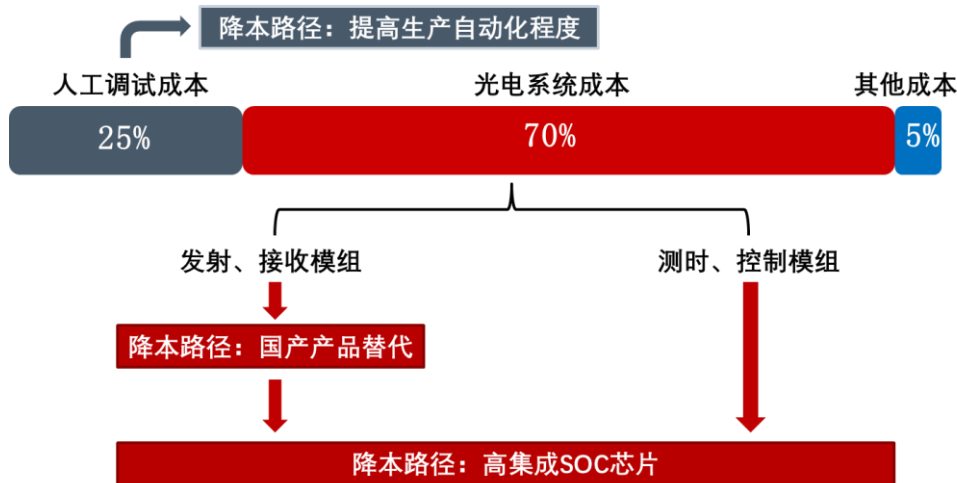 降本路径：提高生产自动化程度
人工调试成本
光电系统成本
其他成本
25%
70%
5%
发射、接收模组
测时、控制模组
降本路径：国产产品替代
降本路径：高集成SOC芯片